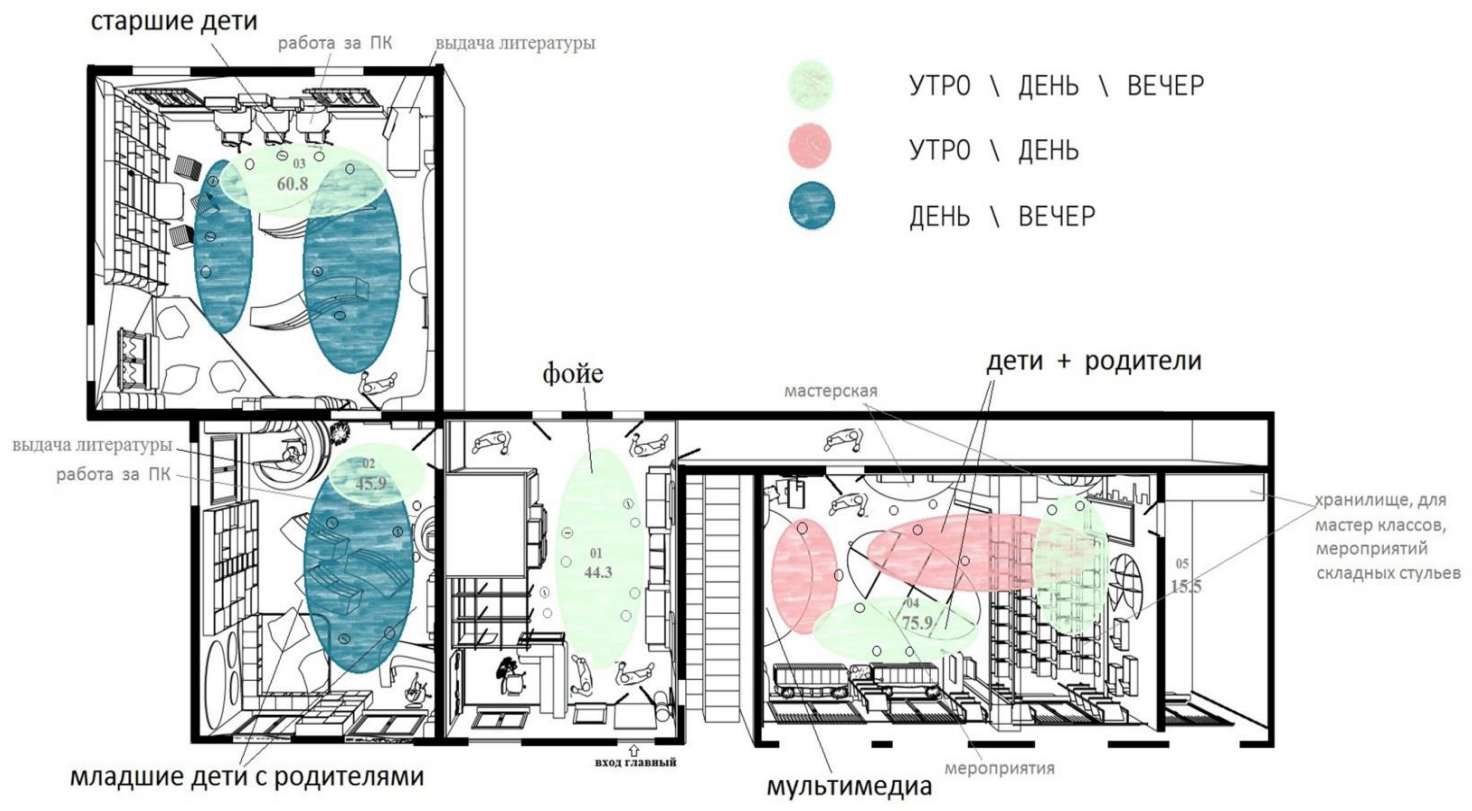 старшие дети
работа за ПК
выдача литературы
УТРО \ ДЕНЬ \ ВЕЧЕР
УТРО \ ДЕНЬ
ДЕНЬ \ ВЕЧЕР
03
60.8
фойе
дети + родители
мастерская
выдача литературы
работа за ПК
02
45.9
01
44.3
04
75.9
05
15.5
хранилище, для
мастер классов,
мероприятий
складных стульев
вход главный
младшие дети с родителями
мультимедиа
мероприятия